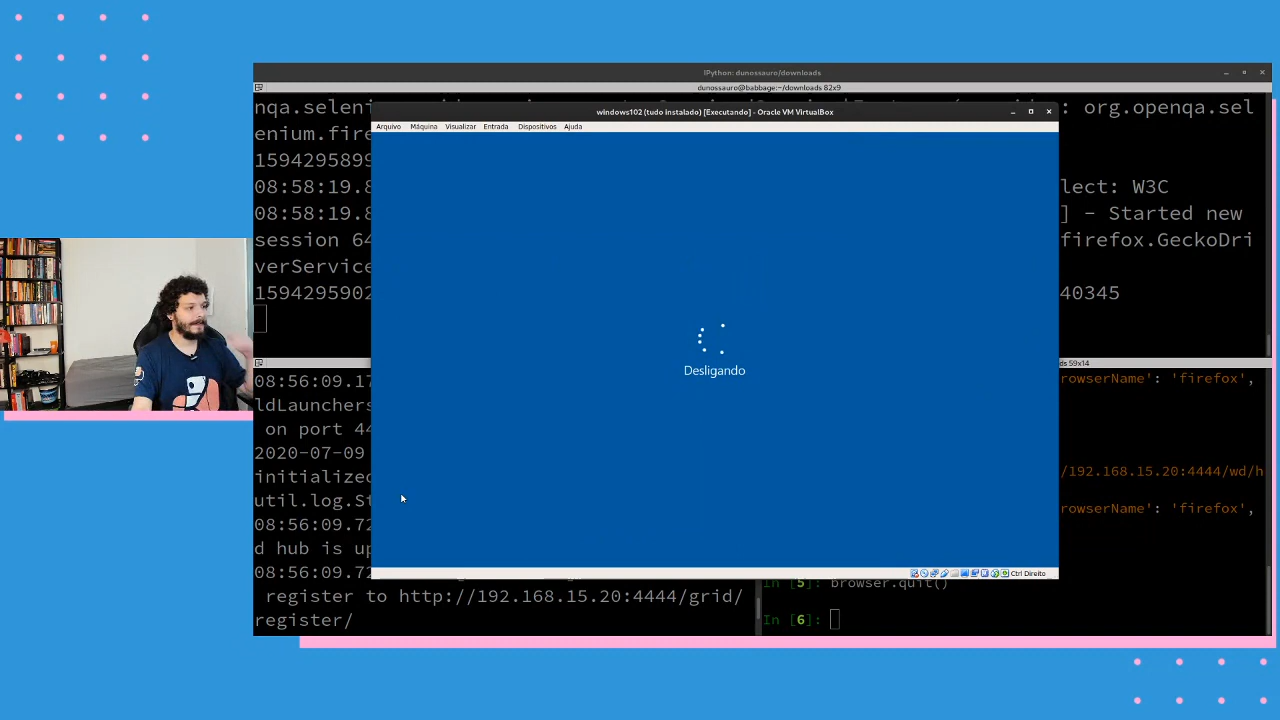 IPython: dunossauro/downloads
dunossauro@babbage:~/downloads 82x9
nqa.seleni
: org.openqa.sel
windows102 (tudo instalado) [Executando] - Oracle VM VirtualBox
enium.fire
Arquivo Máquina Visualizar Entrada Dispositivos Ajuda
1594295899
08:58:19.8
lect: W3C
08:58:19.8
] - Started new
session 64
firefox.GeckoDri
verService
1594295902
40345
Desligando
ds 59x14
08:56:09.17
rowserName': 'firefox',
ldLaunchers
on port 44
2020-07-09
initialized
/192.168.15.20:4444/wd/h
util.log.St
rowserName': 'firefox',
08:56:09.72
d hub is up
08:56:09.72
Ctrl Direito
In [5]: browser.quit()
register to http://192.168.15.20:4444/grid/
register/
In [6]: